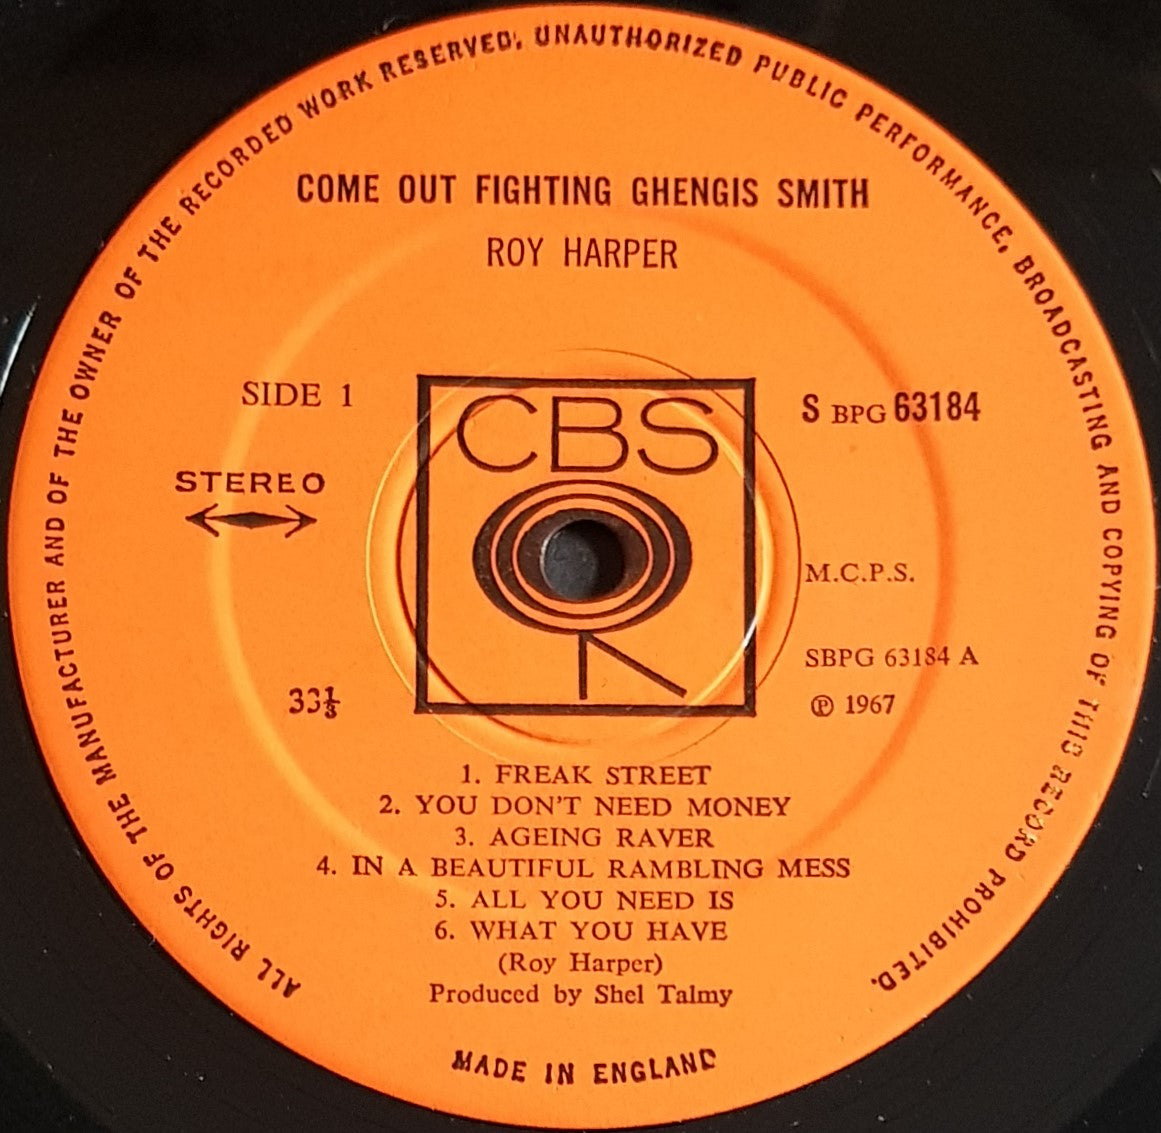 ALL RIGHTS OF THE MANUFACTURER AND OF THE OWNER OF THE RECORDED WORK RESERVED. UNAUTHORIZED PUBLIC PERFORMANCE, BROADCASTING AND COPYING OF THIS RECORD PROHIBITED.
COME OUT FIGHTING GHENGIS SMITH
ROY HARPER
SIDE 1
CBS
S BPG 63184
STEREO
M.C.P.S.
SBPG 63184 A
33⅓
℗ 1967
1. FREAK STREET
2. YOU DON'T NEED MONEY
3. AGEING RAVER
4. IN A BEAUTIFUL RAMBLING MESS
5. ALL YOU NEED IS
6. WHAT YOU HAVE
(Roy Harper)
Produced by Shel Talmy
MADE IN ENGLAND